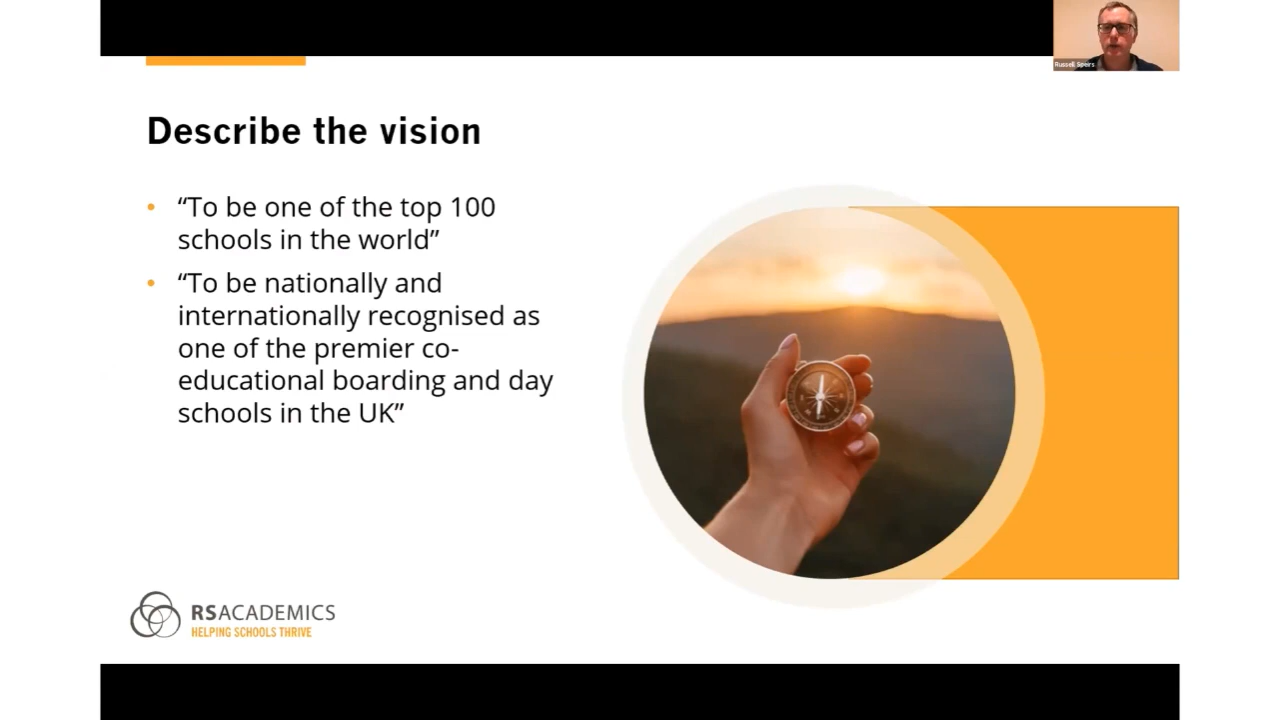 Russell Speirs
Describe the vision
• “To be one of the top 100
schools in the world”
• “To be nationally and
internationally recognised as
one of the premier co-
educational boarding and day
schools in the UK”
RSACADEMICS
HELPING SCHOOLS THRIVE